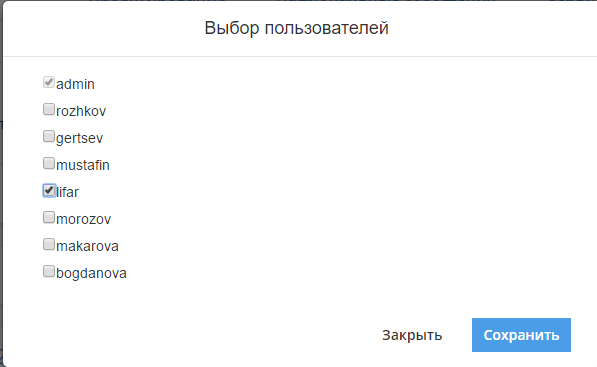 Выбор пользователей
admin
rozhkov
gertsev
mustafin
lifar
morozov
makarova
bogdanova
Закрыть Сохранить